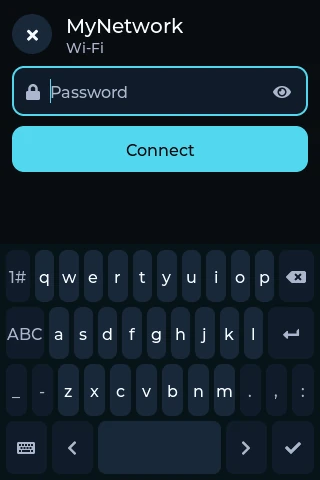 MyNetwork
Wi-Fi
Password
Connect
1# q w e r t y u i o p
ABC a s d f g h j k l
_ - z x c v b n m . , :